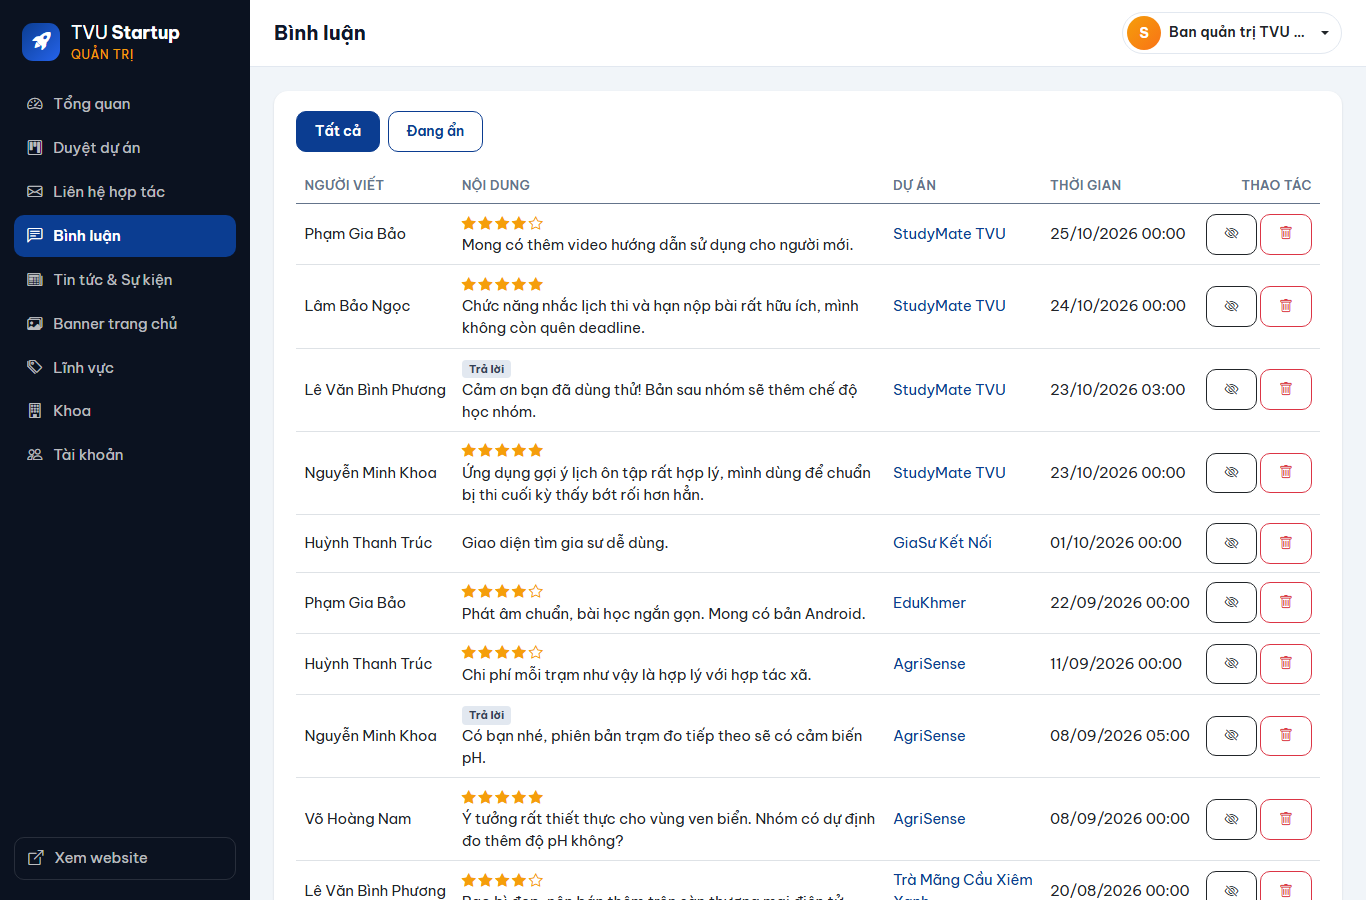 TVU Startup
QUẢN TRỊ
Tổng quan
Duyệt dự án
Liên hệ hợp tác
Bình luận
Tin tức & Sự kiện
Banner trang chủ
Lĩnh vực
Khoa
Tài khoản
Xem website
Bình luận
S
Ban quản trị TVU ...
Tất cả
Đang ẩn
NGƯỜI VIẾT NỘI DUNG DỰ ÁN THỜI GIAN THAO TÁC
Phạm Gia Bảo
Mong có thêm video hướng dẫn sử dụng cho người mới.
StudyMate TVU
25/10/2026 00:00
Lâm Bảo Ngọc
Chức năng nhắc lịch thi và hạn nộp bài rất hữu ích, mình
không còn quên deadline.
StudyMate TVU
24/10/2026 00:00
Lê Văn Bình Phương
Trả lời
Cảm ơn bạn đã dùng thử! Bản sau nhóm sẽ thêm chế độ
học nhóm.
StudyMate TVU
23/10/2026 03:00
Nguyễn Minh Khoa
Ứng dụng gợi ý lịch ôn tập rất hợp lý, mình dùng để chuẩn
bị thi cuối kỳ thấy bớt rối hơn hẳn.
StudyMate TVU
23/10/2026 00:00
Huỳnh Thanh Trúc
Giao diện tìm gia sư dễ dùng.
GiaSư Kết Nối
01/10/2026 00:00
Phạm Gia Bảo
Phát âm chuẩn, bài học ngắn gọn. Mong có bản Android.
EduKhmer
22/09/2026 00:00
Huỳnh Thanh Trúc
Chi phí mỗi trạm như vậy là hợp lý với hợp tác xã.
AgriSense
11/09/2026 00:00
Nguyễn Minh Khoa
Trả lời
Có bạn nhé, phiên bản trạm đo tiếp theo sẽ có cảm biến
pH.
AgriSense
08/09/2026 05:00
Võ Hoàng Nam
Ý tưởng rất thiết thực cho vùng ven biển. Nhóm có dự định
đo thêm độ pH không?
AgriSense
08/09/2026 00:00
Lê Văn Bình Phương
Trà Mãng Cầu Xiêm
20/08/2026 00:00